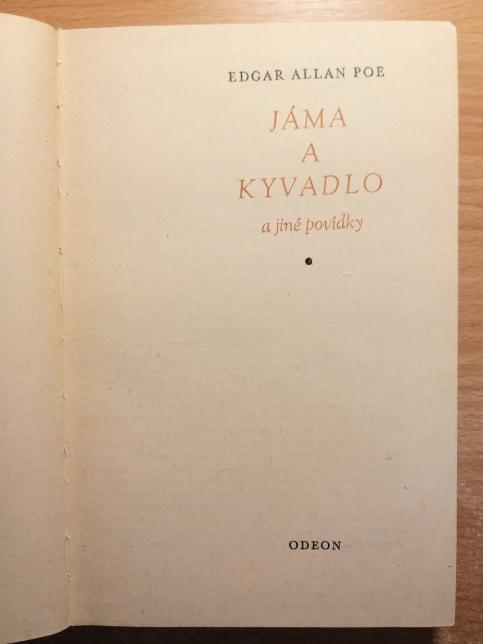 EDGAR ALLAN POE
JÁMA
A
KYVADLO
a jiné povídky
ODEON